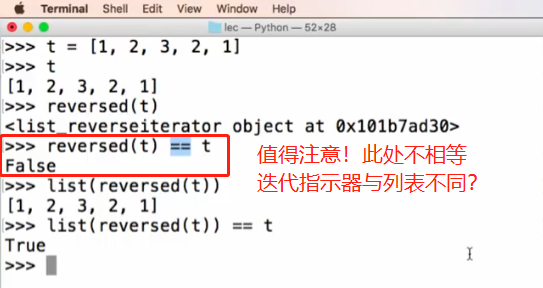 Terminal Shell Edit View Window Help
lec — Python — 52×28
>>> t = [1, 2, 3, 2, 1]
>>> t
[1, 2, 3, 2, 1]
>>> reversed(t)
<list_reverseiterator object at 0x101b7ad30>
>>> reversed(t) == t
False
值得注意！此处不相等
迭代指示器与列表不同？
>>> list(reversed(t))
[1, 2, 3, 2, 1]
>>> list(reversed(t)) == t
True
>>>